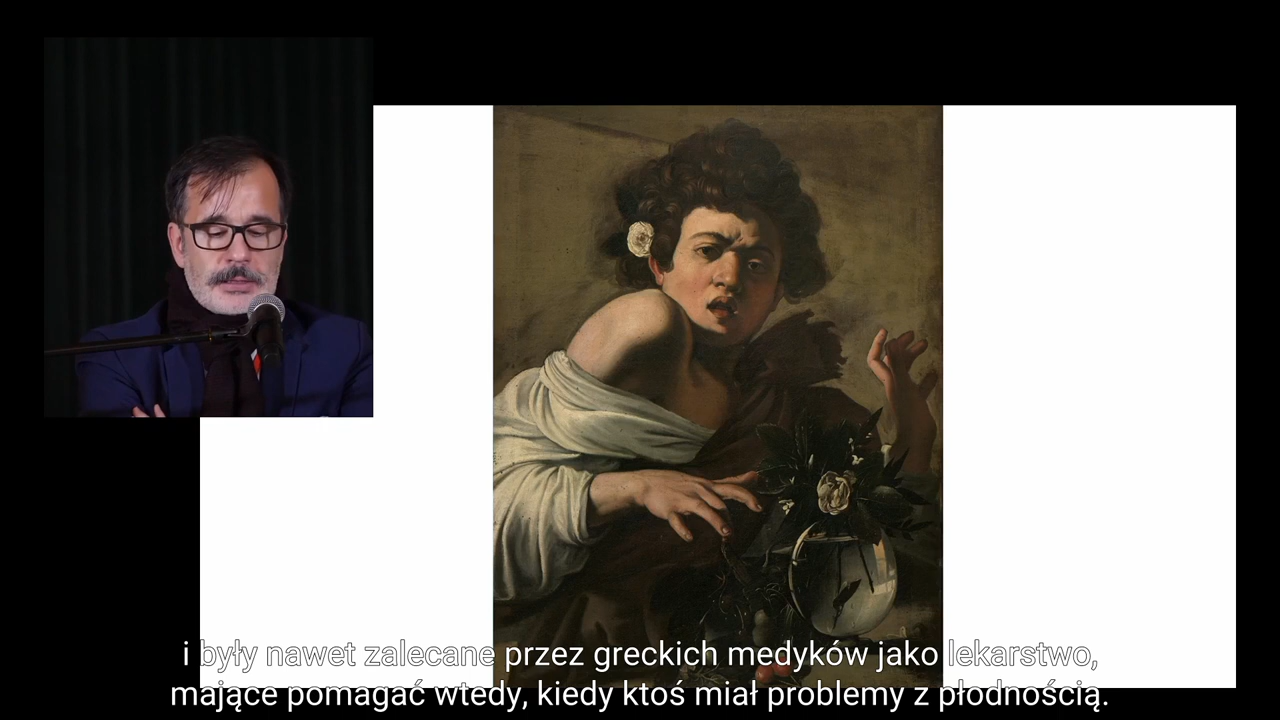 i były nawet zalecane przez greckich medyków jako lekarstwo,
mające pomagać wtedy, kiedy ktoś miał problemy z płodnością.